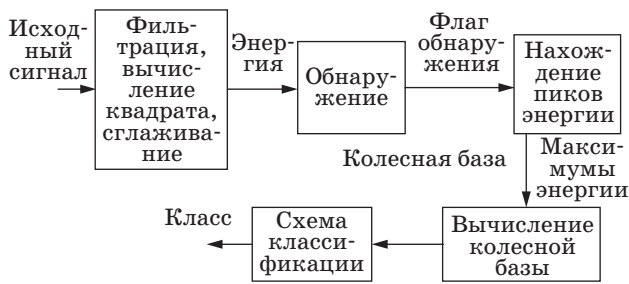 Исход-
ный
сигнал
Филь-
трация,
вычис-
ление
квадрата,
сглажива-
ние
Энер-
гия
Обнару-
жение
Флаг
обнару-
жения
Нахож-
дение
пиков
энергии
Макси-
мумы
энергии
Колесная база
Вычисление
колесной
базы
Схема
класси-
фикации
Класс